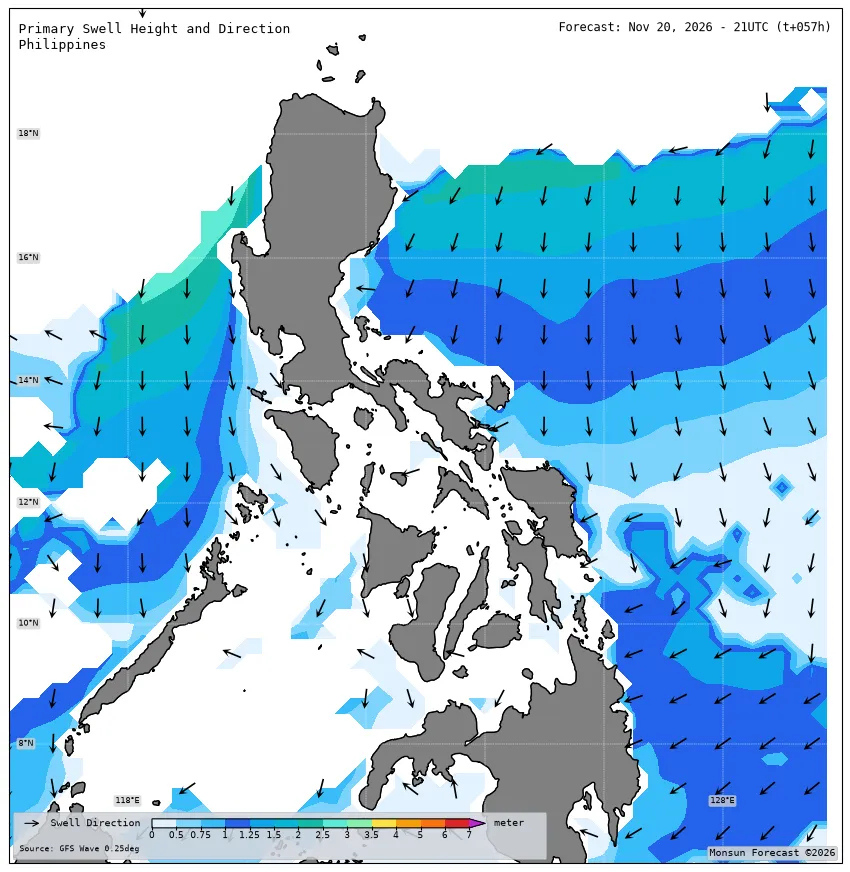 Primary Swell Height and Direction
Philippines
Forecast: Nov 20, 2026 - 21UTC (t+057h)
18°N
16°N
14°N
12°N
10°N
8°N
118°E
128°E
Swell Direction
0 0.5 0.75 1 1.25 1.5 2 2.5 3 3.5 4 5 6 7
meter
Source: GFS Wave 0.25deg
Monsun Forecast ©2026